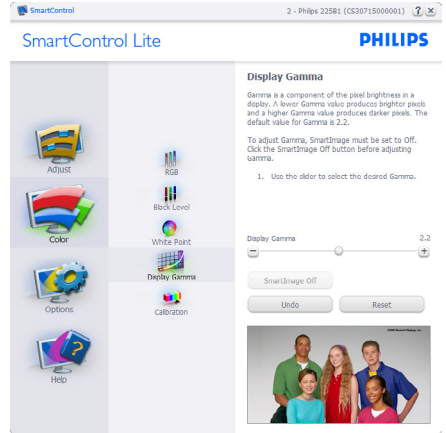 SmartControl
2 - Philips 225B1 (CS30715000001)
SmartControl Lite
PHILIPS
Adjust
Color
Options
Help
RGB
Black Level
White Point
Display Gamma
Calibration
Display Gamma
Gamma is a component of the pixel brightness in a
display. A lower Gamma value produces brighter pixels
and a higher Gamma value produces darker pixels. The
default value for Gamma is 2.2.
To adjust Gamma, SmartImage must be set to Off.
Click the SmartImage Off button before adjusting
Gamma.
1. Use the slider to select the desired Gamma.
Display Gamma 2.2
SmartImage Off
Undo Reset